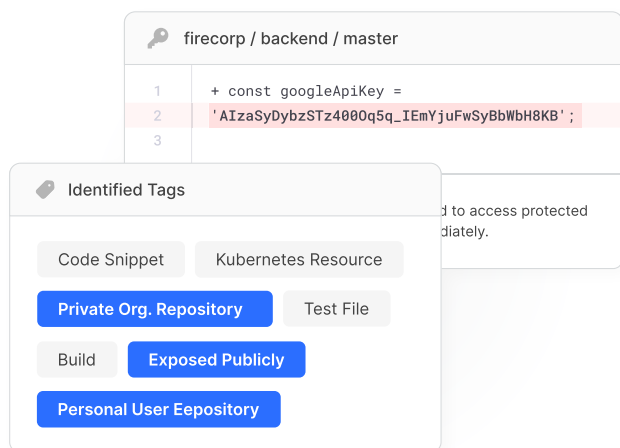 firecorp / backend / master
1 + const googleApiKey =
2 'AIzaSyDybzSTz400Oq5q_IEmYjuFwSyBbWbH8KB';
3
d to access protected
diately.
Identified Tags
Code Snippet Kubernetes Resource
Private Org. Repository Test File
Build Exposed Publicly
Personal User Eepository